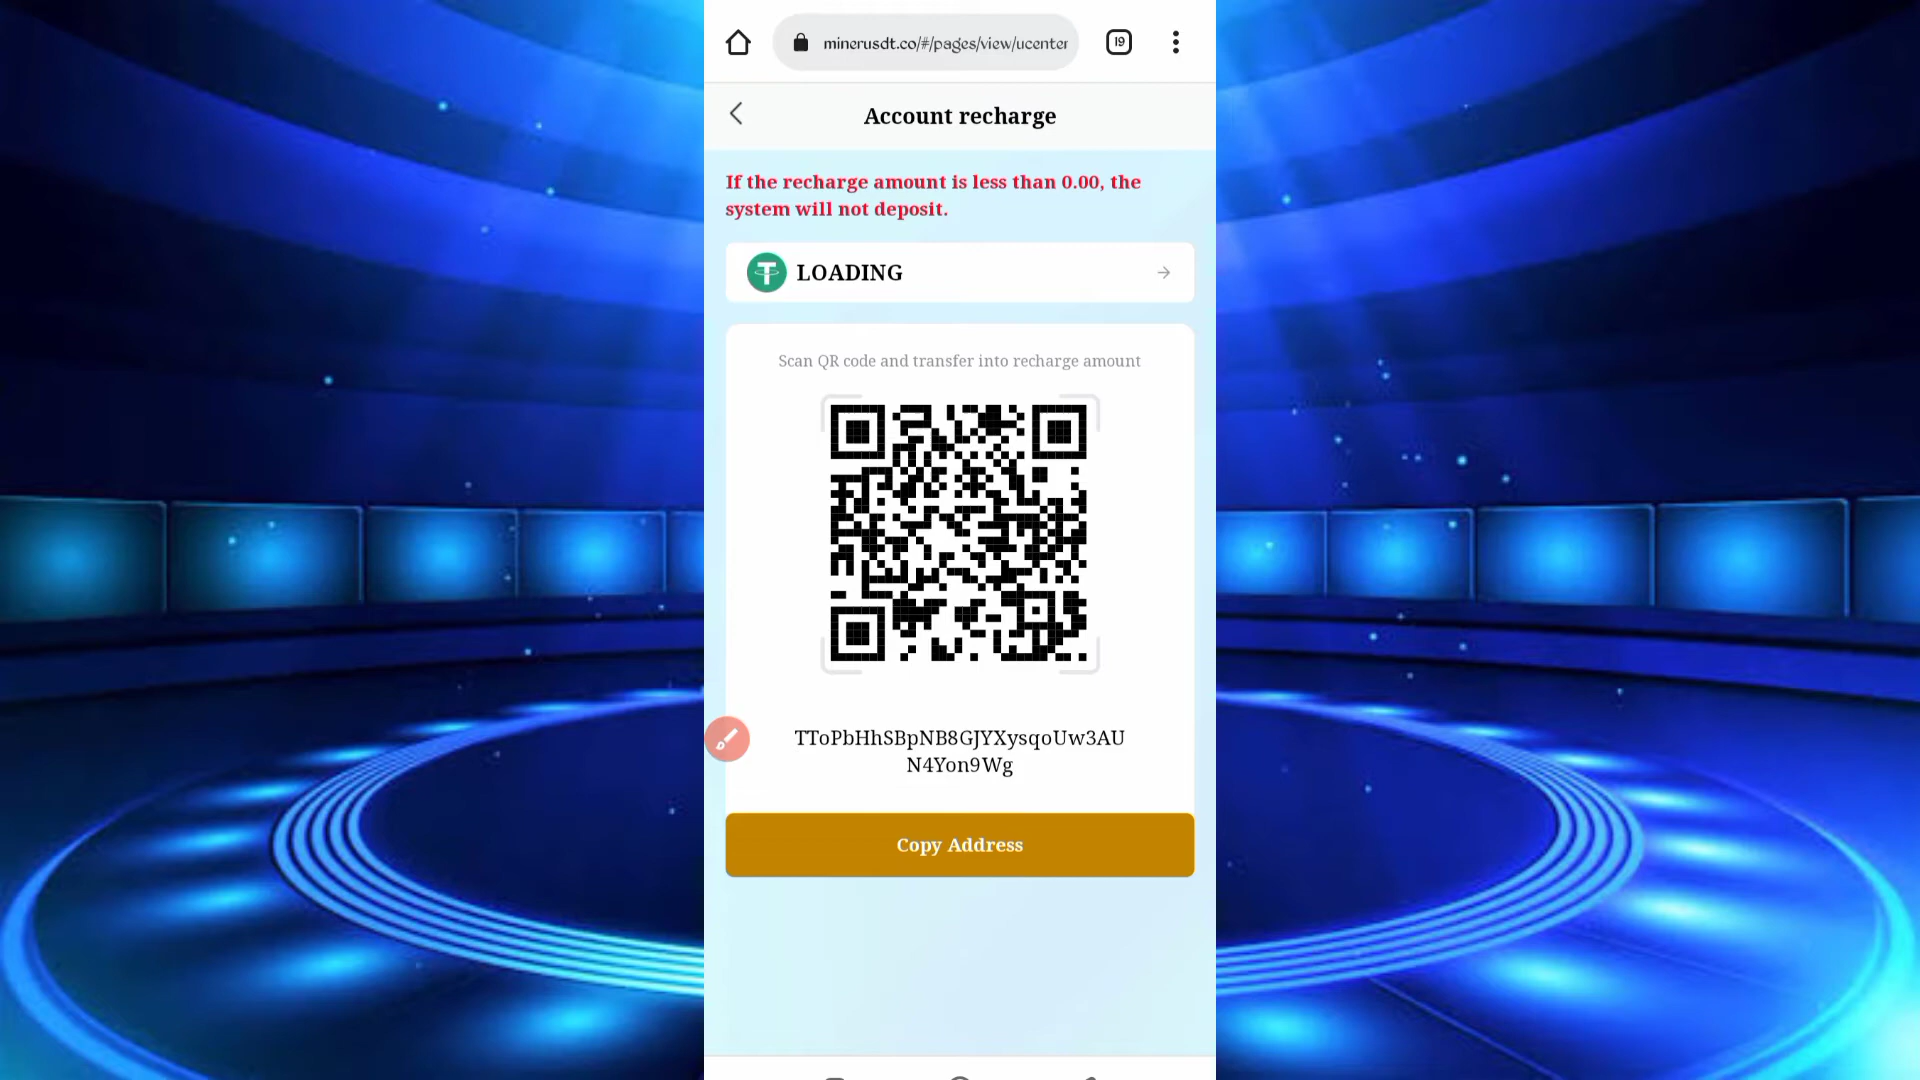 minerusdt.co/#/pages/view/ucenter
19
Account recharge
If the recharge amount is less than 0.00, the
system will not deposit.
LOADING
Scan QR code and transfer into recharge amount
TToPbHhSBpNB8GJYXysqoUw3AU
N4Yon9Wg
Copy Address